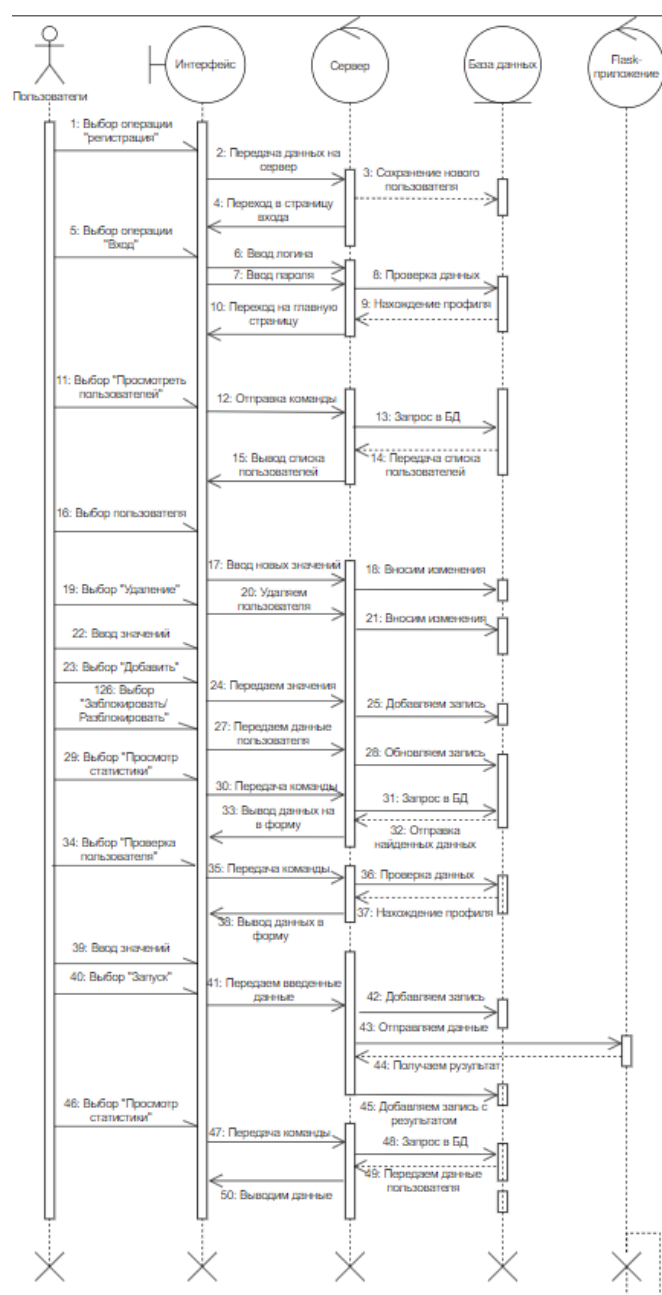 Пользователи
Интерфейс
Сервер
База данных
Flask-
приложение
1: Выбор операции
"регистрация"
2: Передача данных на
сервер
3: Сохранение нового
пользователя
4: Переход в страницу
входа
5: Выбор операции
"Вход"
6: Ввод логина
7: Ввод пароля
8: Проверка данных
9: Нахождение профиля
10: Переход на главную
страницу
11: Выбор "Просмотреть
пользователей"
12: Отправка команды
13: Запрос в БД
14: Передача списка
пользователей
15: Вывод списка
пользователей
16: Выбор пользователя
17: Ввод новых значений
18: Вносим изменения
19: Выбор "Удаление"
20: Удаляем
пользователя
21: Вносим изменения
22: Ввод значений
23: Выбор "Добавить"
24: Передаем значения
25: Добавляем запись
126: Выбор
"Заблокировать/
Разблокировать"
27: Передаем данные
пользователя
28: Обновляем запись
29: Выбор "Просмотр
статистики"
30: Передача команды
31: Запрос в БД
32: Отправка
найденных данных
33: Вывод данных на
в форму
34: Выбор "Проверка
пользователя"
35: Передача команды
36: Проверка данных
37: Нахождение профиля
38: Вывод данных в
форму
39: Ввод значений
40: Выбор "Запуск"
41: Передаем введенные
данные
42: Добавляем запись
43: Отправляем данные
44: Получаем рузультат
45: Добавляем запись с
результатом
46: Выбор "Просмотр
статистики"
47: Передача команды
48: Запрос в БД
49: Передаем данные
пользователя
50: Выводим данные